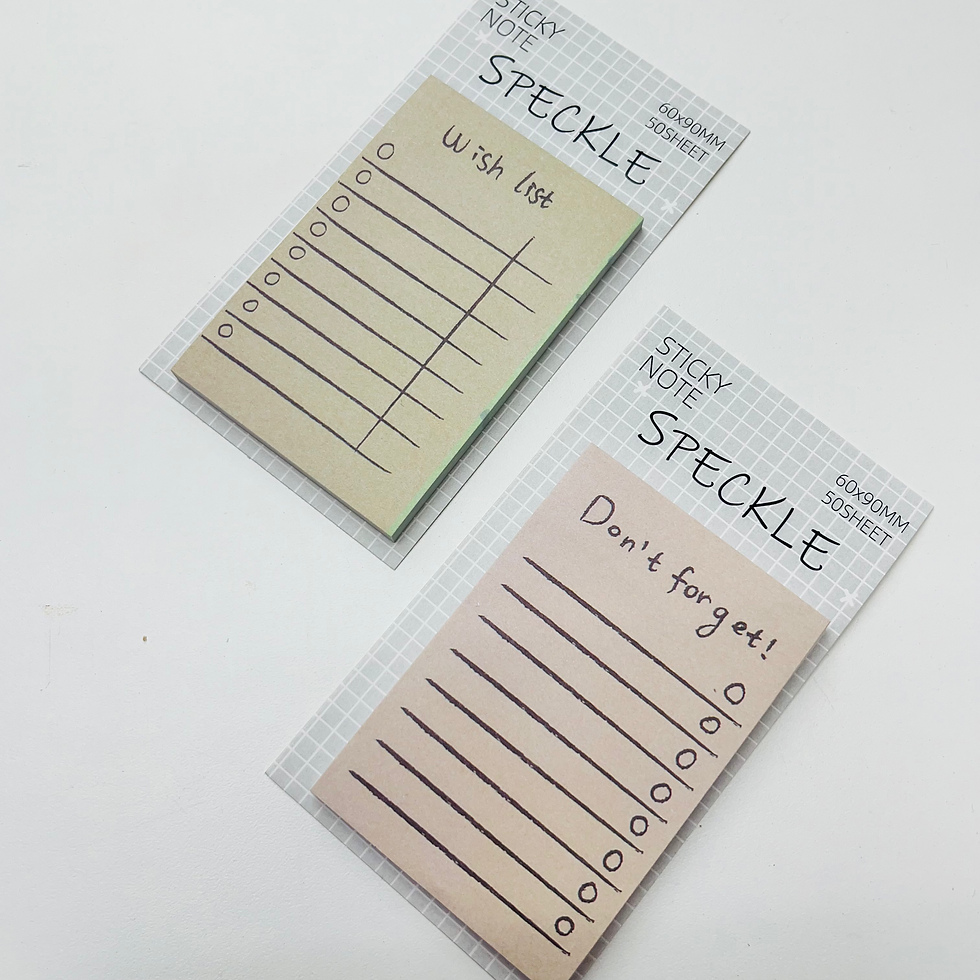 STICKY
NOTE
SPECKLE
60x90MM
50SHEET
Wish list
STICKY
NOTE
SPECKLE
60x90MM
50SHEET
Don't forget!